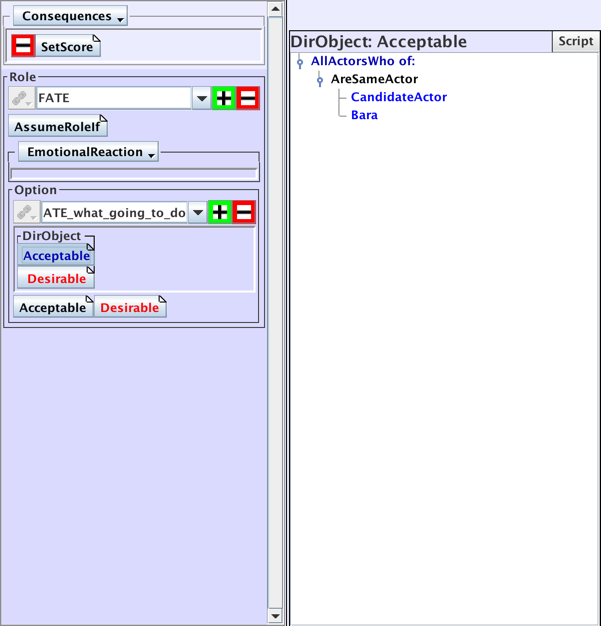 Consequences
SetScore
Role
FATE
AssumeRoleIf
EmotionalReaction
Option
ATE_what_going_to_do
DirObject
Acceptable
Desirable
Acceptable Desirable
DirObject: Acceptable Script
AllActorsWho of:
AreSameActor
CandidateActor
Bara